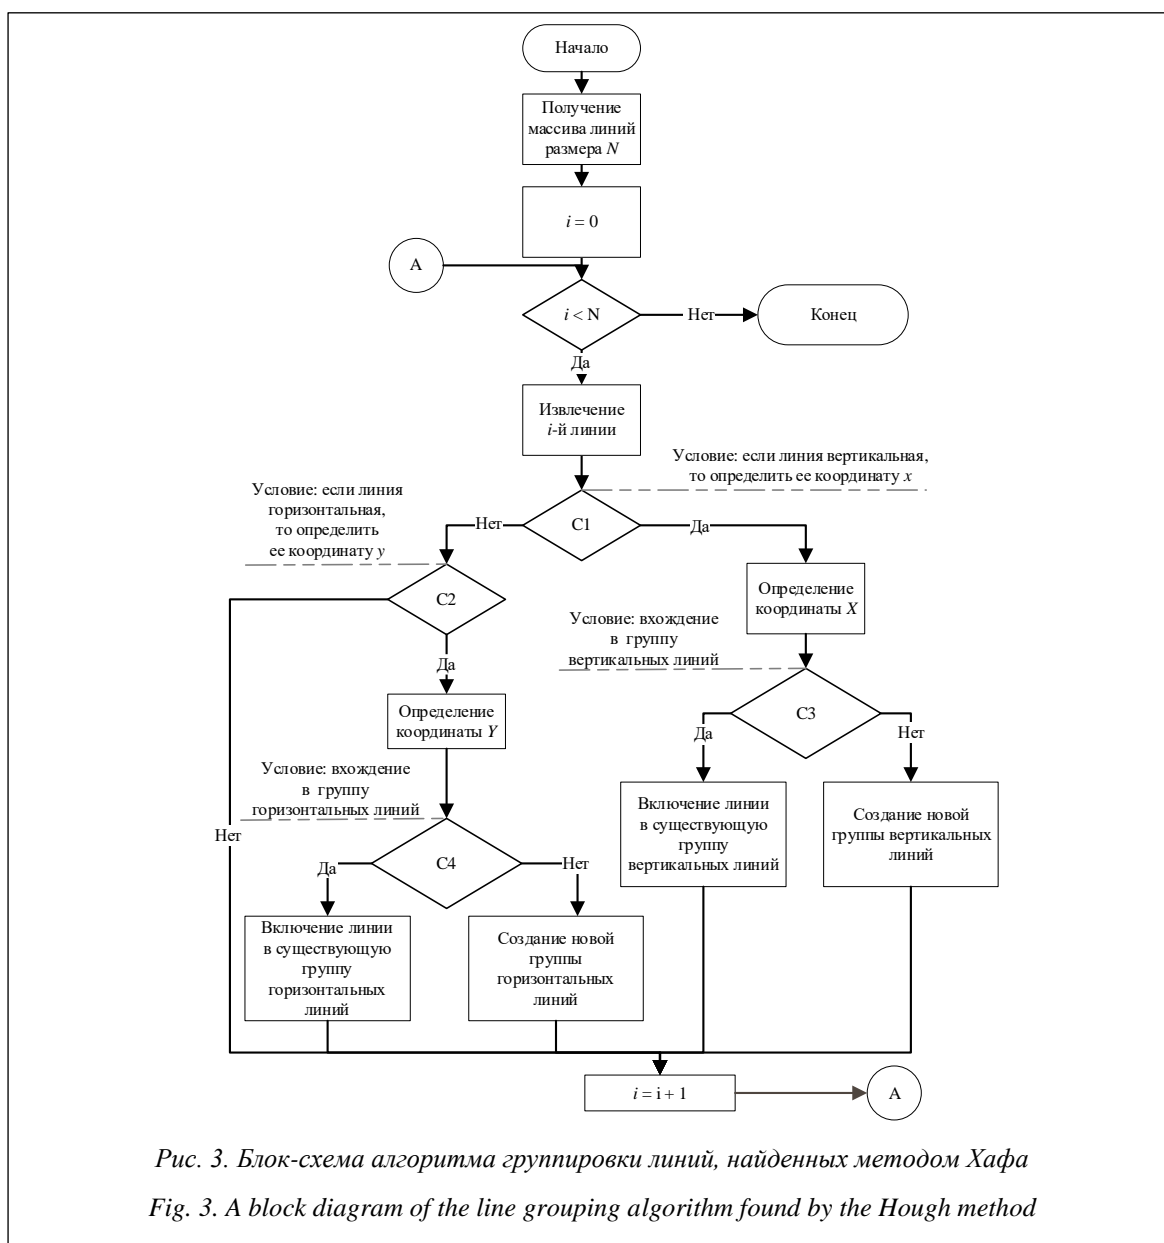 Начало
Получение
массива линий
размера N
i = 0
A
i < N
Нет
Конец
Да
Извлечение
i-й линии
Условие: если линия вертикальная,
то определить ее координату x
Условие: если линия
горизонтальная,
то определить
ее координату y
Нет
C1
Да
C2
Определение
координаты X
Условие: вхождение
в группу
вертикальных линий
Да
Определение
координаты Y
C3
Да
Нет
Условие: вхождение
в группу
горизонтальных линий
Включение линии
в существующую
группу
вертикальных линий
Создание новой
группы вертикальных
линий
Нет
C4
Да
Нет
Включение линии
в существующую
группу
горизонтальных
линий
Создание новой
группы
горизонтальных
линий
i = i + 1
A
Рис. 3. Блок-схема алгоритма группировки линий, найденных методом Хафа
Fig. 3. A block diagram of the line grouping algorithm found by the Hough method